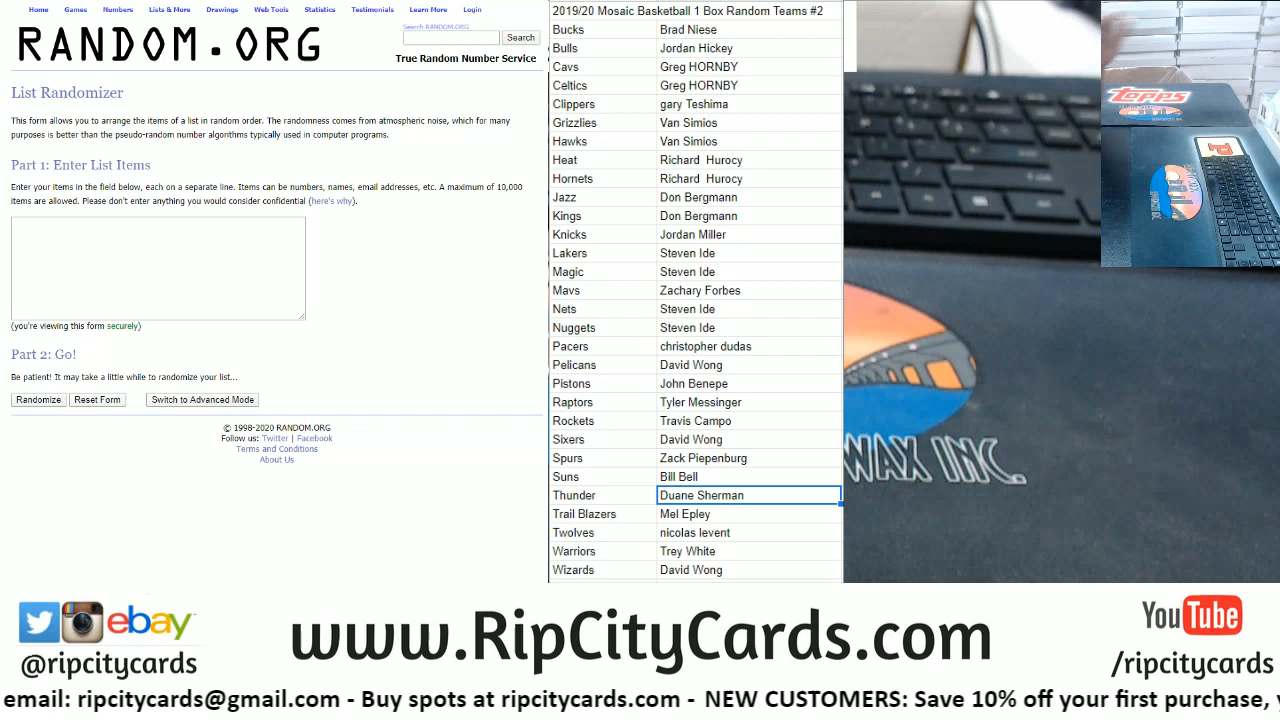 Home Games Numbers Lists & More Drawings Web Tools Statistics Testimonials Learn More Login
RANDOM.ORG
Search RANDOM.ORG
Search
True Random Number Service
List Randomizer
This form allows you to arrange the items of a list in random order. The randomness comes from atmospheric noise, which for many
purposes is better than the pseudo-random number algorithms typically used in computer programs.
Part 1: Enter List Items
Enter your items in the field below, each on a separate line. Items can be numbers, names, email addresses, etc. A maximum of 10,000
items are allowed. Please don't enter anything you would consider confidential (here's why).
(you're viewing this form securely)
Part 2: Go!
Be patient! It may take a little while to randomize your list...
Randomize Reset Form Switch to Advanced Mode
© 1998-2020 RANDOM.ORG
Follow us: Twitter | Facebook
Terms and Conditions
About Us
2019/20 Mosaic Basketball 1 Box Random Teams #2
Bucks Brad Niese
Bulls Jordan Hickey
Cavs Greg HORNBY
Celtics Greg HORNBY
Clippers gary Teshima
Grizzlies Van Simios
Hawks Van Simios
Heat Richard Hurocy
Hornets Richard Hurocy
Jazz Don Bergmann
Kings Don Bergmann
Knicks Jordan Miller
Lakers Steven Ide
Magic Steven Ide
Mavs Zachary Forbes
Nets Steven Ide
Nuggets Steven Ide
Pacers christopher dudas
Pelicans David Wong
Pistons John Benepe
Raptors Tyler Messinger
Rockets Travis Campo
Sixers David Wong
Spurs Zack Piepenburg
Suns Bill Bell
Thunder Duane Sherman
Trail Blazers Mel Epley
Twolves nicolas levent
Warriors Trey White
Wizards David Wong
Topps
P
WAX INC.
ebay
@ripcitycards
www.RipCityCards.com
YouTube
/ripcitycards
email: ripcitycards@gmail.com - Buy spots at ripcitycards.com - NEW CUSTOMERS: Save 10% off your first purchase,